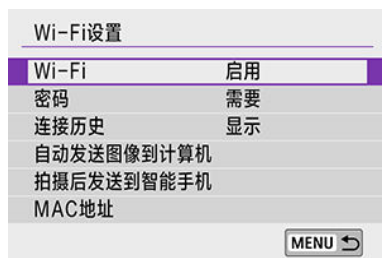 Wi-Fi设置
Wi-Fi 启用
密码 需要
连接历史 显示
自动发送图像到计算机
拍摄后发送到智能手机
MAC地址
MENU